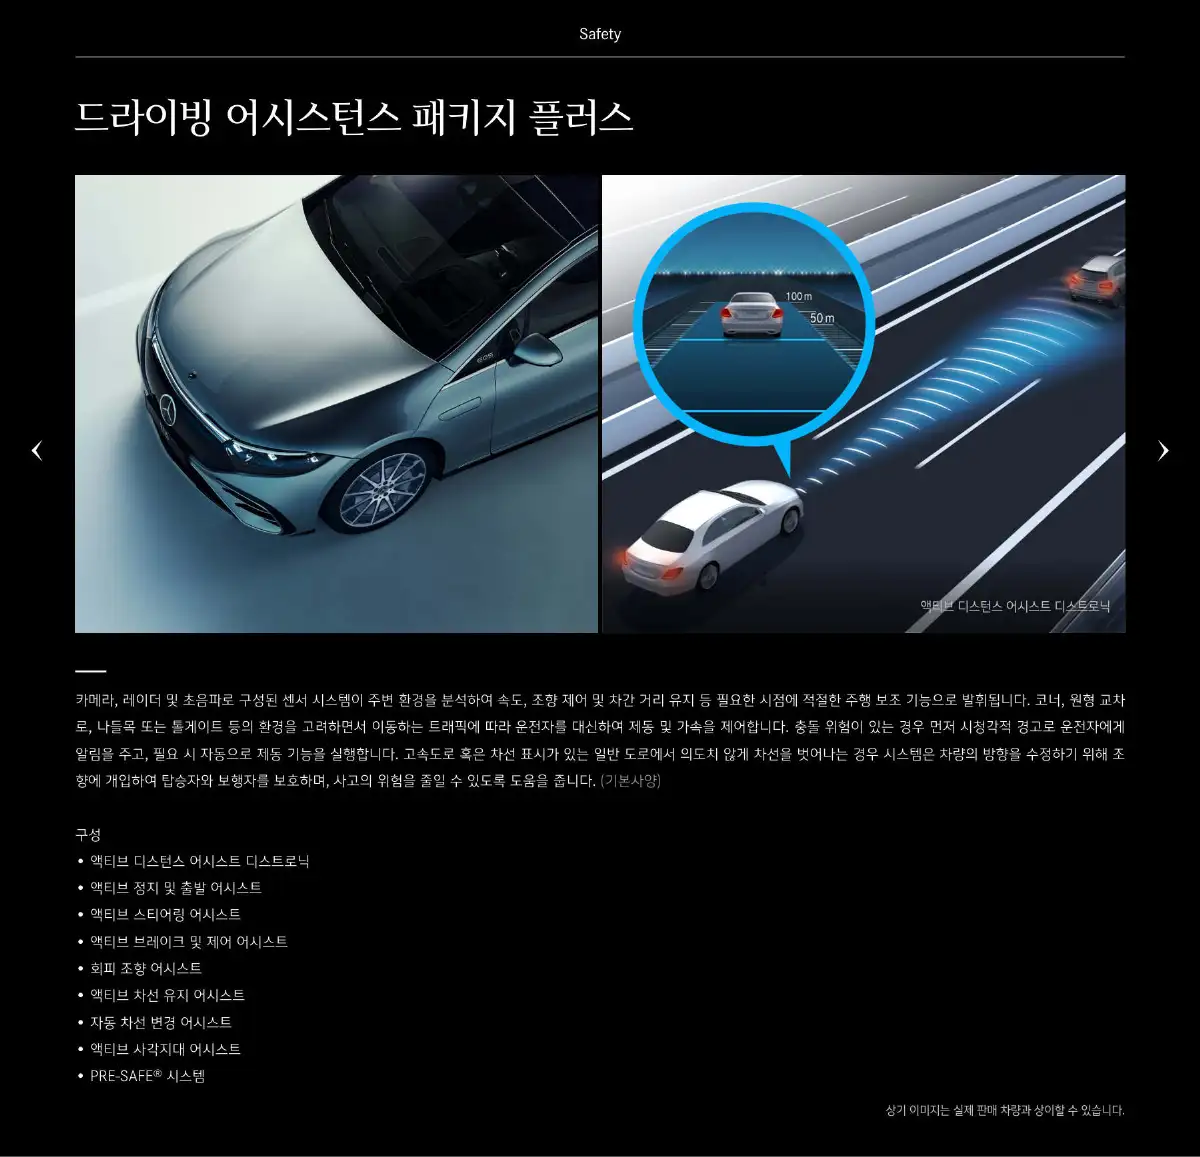 Safety
드라이빙 어시스턴스 패키지 플러스
100 m
50 m
액티브 디스턴스 어시스트 디스트로닉
카메라, 레이더 및 초음파로 구성된 센서 시스템이 주변 환경을 분석하여 속도, 조향 제어 및 차간 거리 유지 등 필요한 시점에 적절한 주행 보조 기능으로 발휘됩니다. 코너, 원형 교차
로, 나들목 또는 톨게이트 등의 환경을 고려하면서 이동하는 트래픽에 따라 운전자를 대신하여 제동 및 가속을 제어합니다. 충돌 위험이 있는 경우 먼저 시청각적 경고로 운전자에게
알림을 주고, 필요 시 자동으로 제동 기능을 실행합니다. 고속도로 혹은 차선 표시가 있는 일반 도로에서 의도치 않게 차선을 벗어나는 경우 시스템은 차량의 방향을 수정하기 위해 조
향에 개입하여 탑승자와 보행자를 보호하며, 사고의 위험을 줄일 수 있도록 도움을 줍니다. (기본사양)
구성
• 액티브 디스턴스 어시스트 디스트로닉
• 액티브 정지 및 출발 어시스트
• 액티브 스티어링 어시스트
• 액티브 브레이크 및 제어 어시스트
• 회피 조향 어시스트
• 액티브 차선 유지 어시스트
• 자동 차선 변경 어시스트
• 액티브 사각지대 어시스트
• PRE-SAFE® 시스템
상기 이미지는 실제 판매 차량과 상이할 수 있습니다.